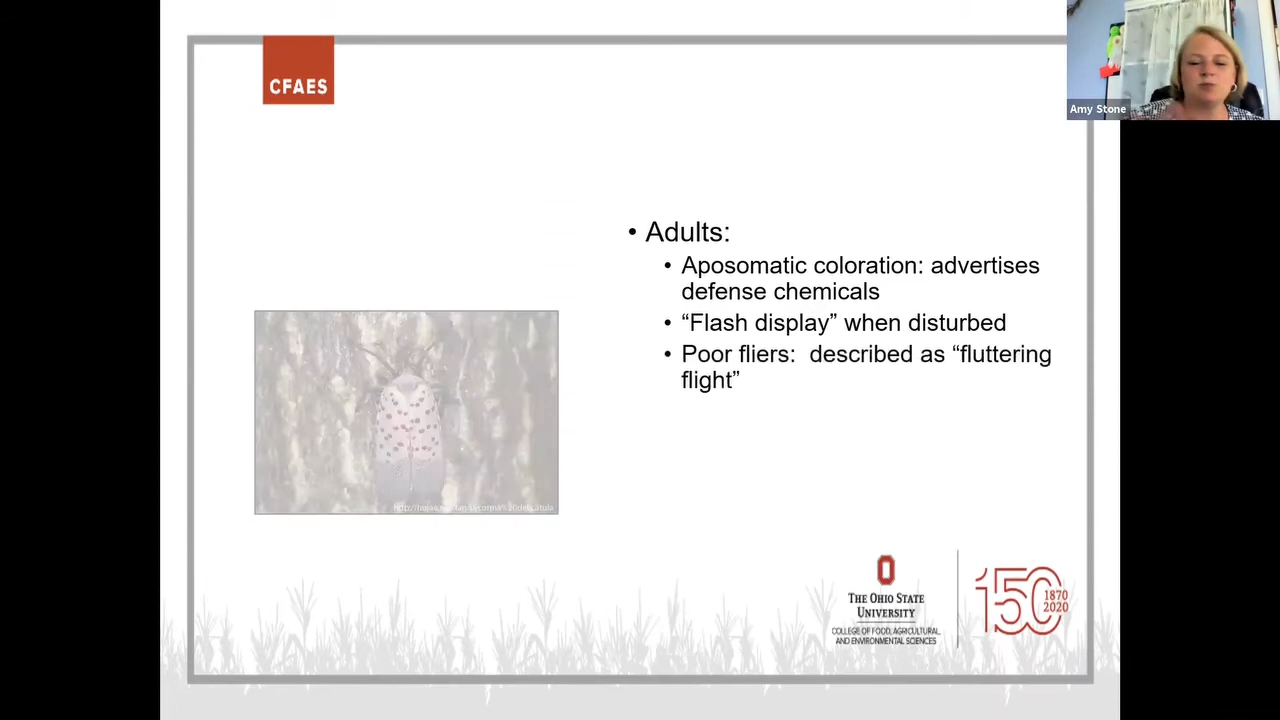 CFAES
Amy Stone
• Adults:
• Aposomatic coloration: advertises
defense chemicals
• “Flash display” when disturbed
• Poor fliers:  described as “fluttering
flight”
THE OHIO STATE
UNIVERSITY
COLLEGE OF FOOD, AGRICULTURAL,
AND ENVIRONMENTAL SCIENCES
150
1870
2020